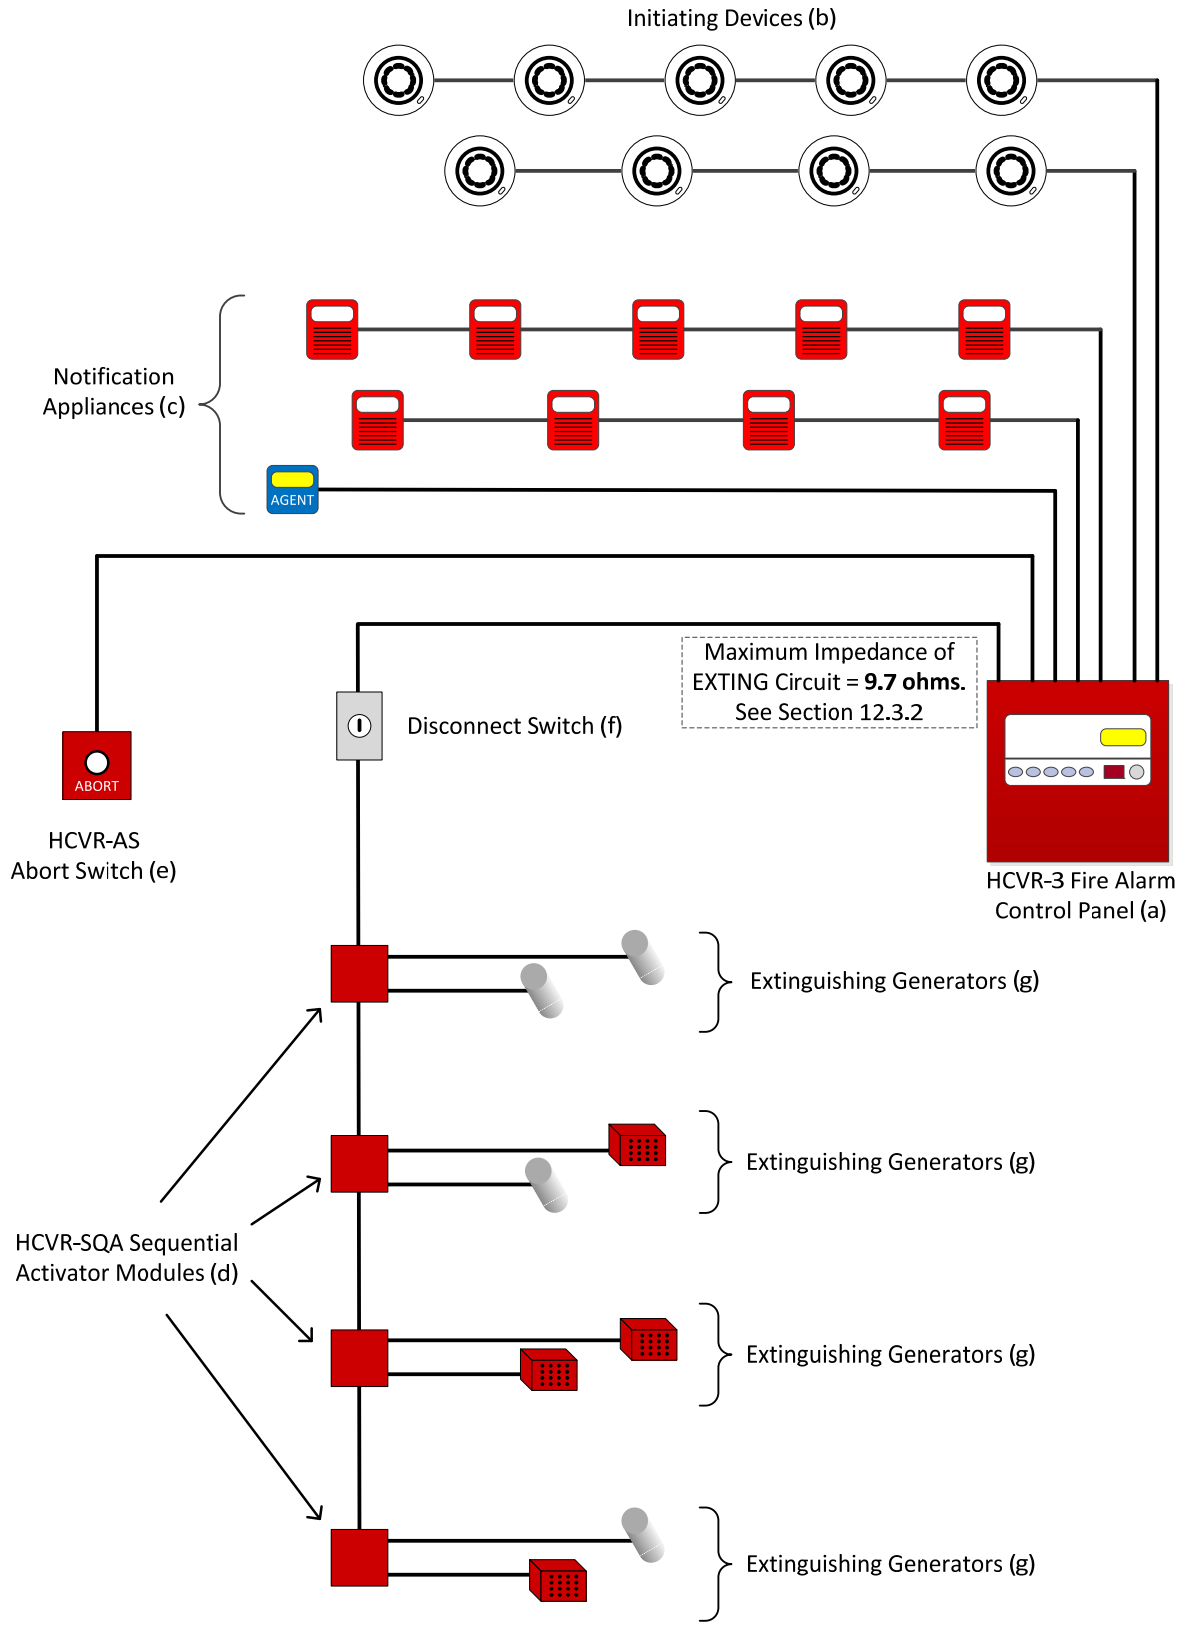 Initiating Devices (b)
Notification
Appliances (c)
AGENT
Maximum Impedance of
EXTING Circuit = 9.7 ohms.
See Section 12.3.2
Disconnect Switch (f)
ABORT
HCVR-AS
Abort Switch (e)
HCVR-3 Fire Alarm
Control Panel (a)
Extinguishing Generators (g)
Extinguishing Generators (g)
HCVR-SQA Sequential
Activator Modules (d)
Extinguishing Generators (g)
Extinguishing Generators (g)